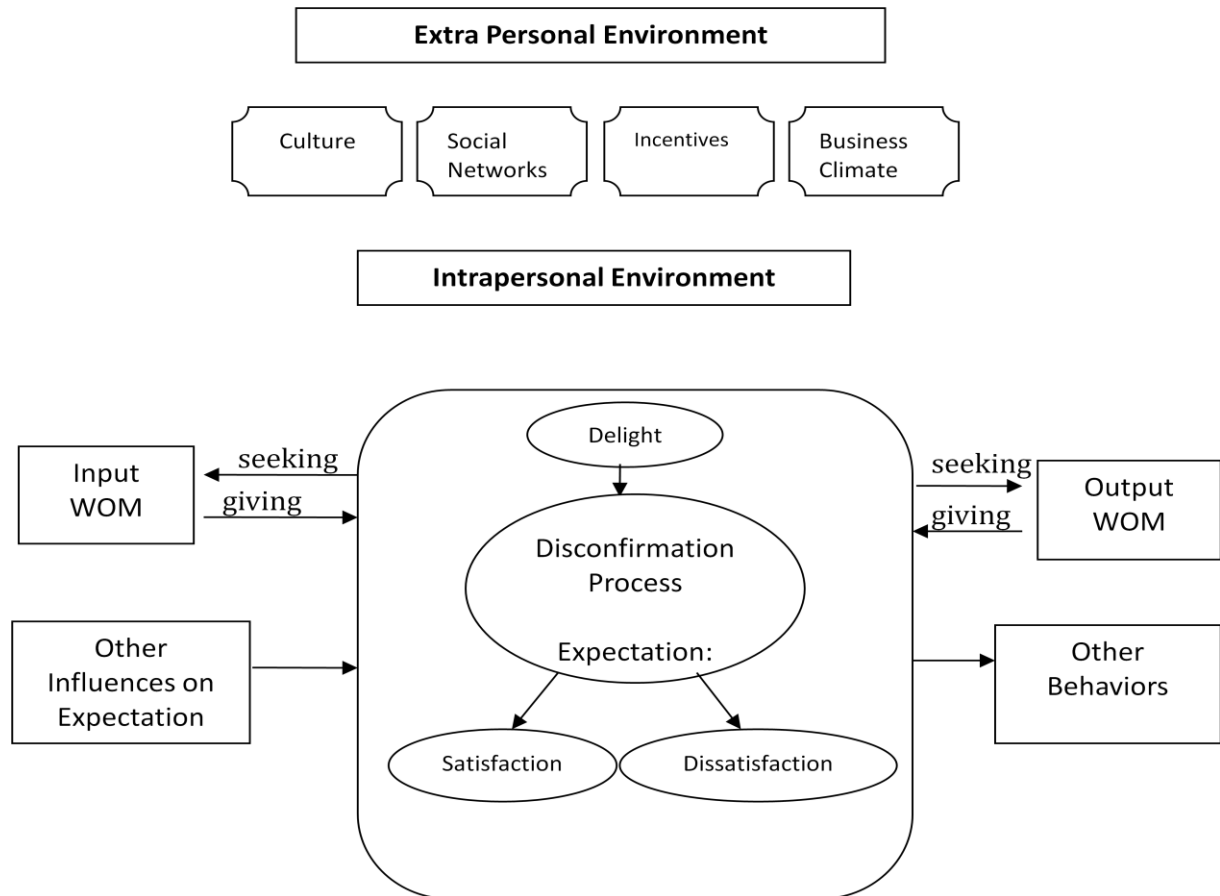 Extra Personal Environment
Culture
Social
Networks
Incentives
Business
Climate
Intrapersonal Environment
Delight
Input
WOM
seeking
giving
seeking
giving
Output
WOM
Disconfirmation
Process
Expectation:
Other
Influences on
Expectation
Other
Behaviors
Satisfaction
Dissatisfaction